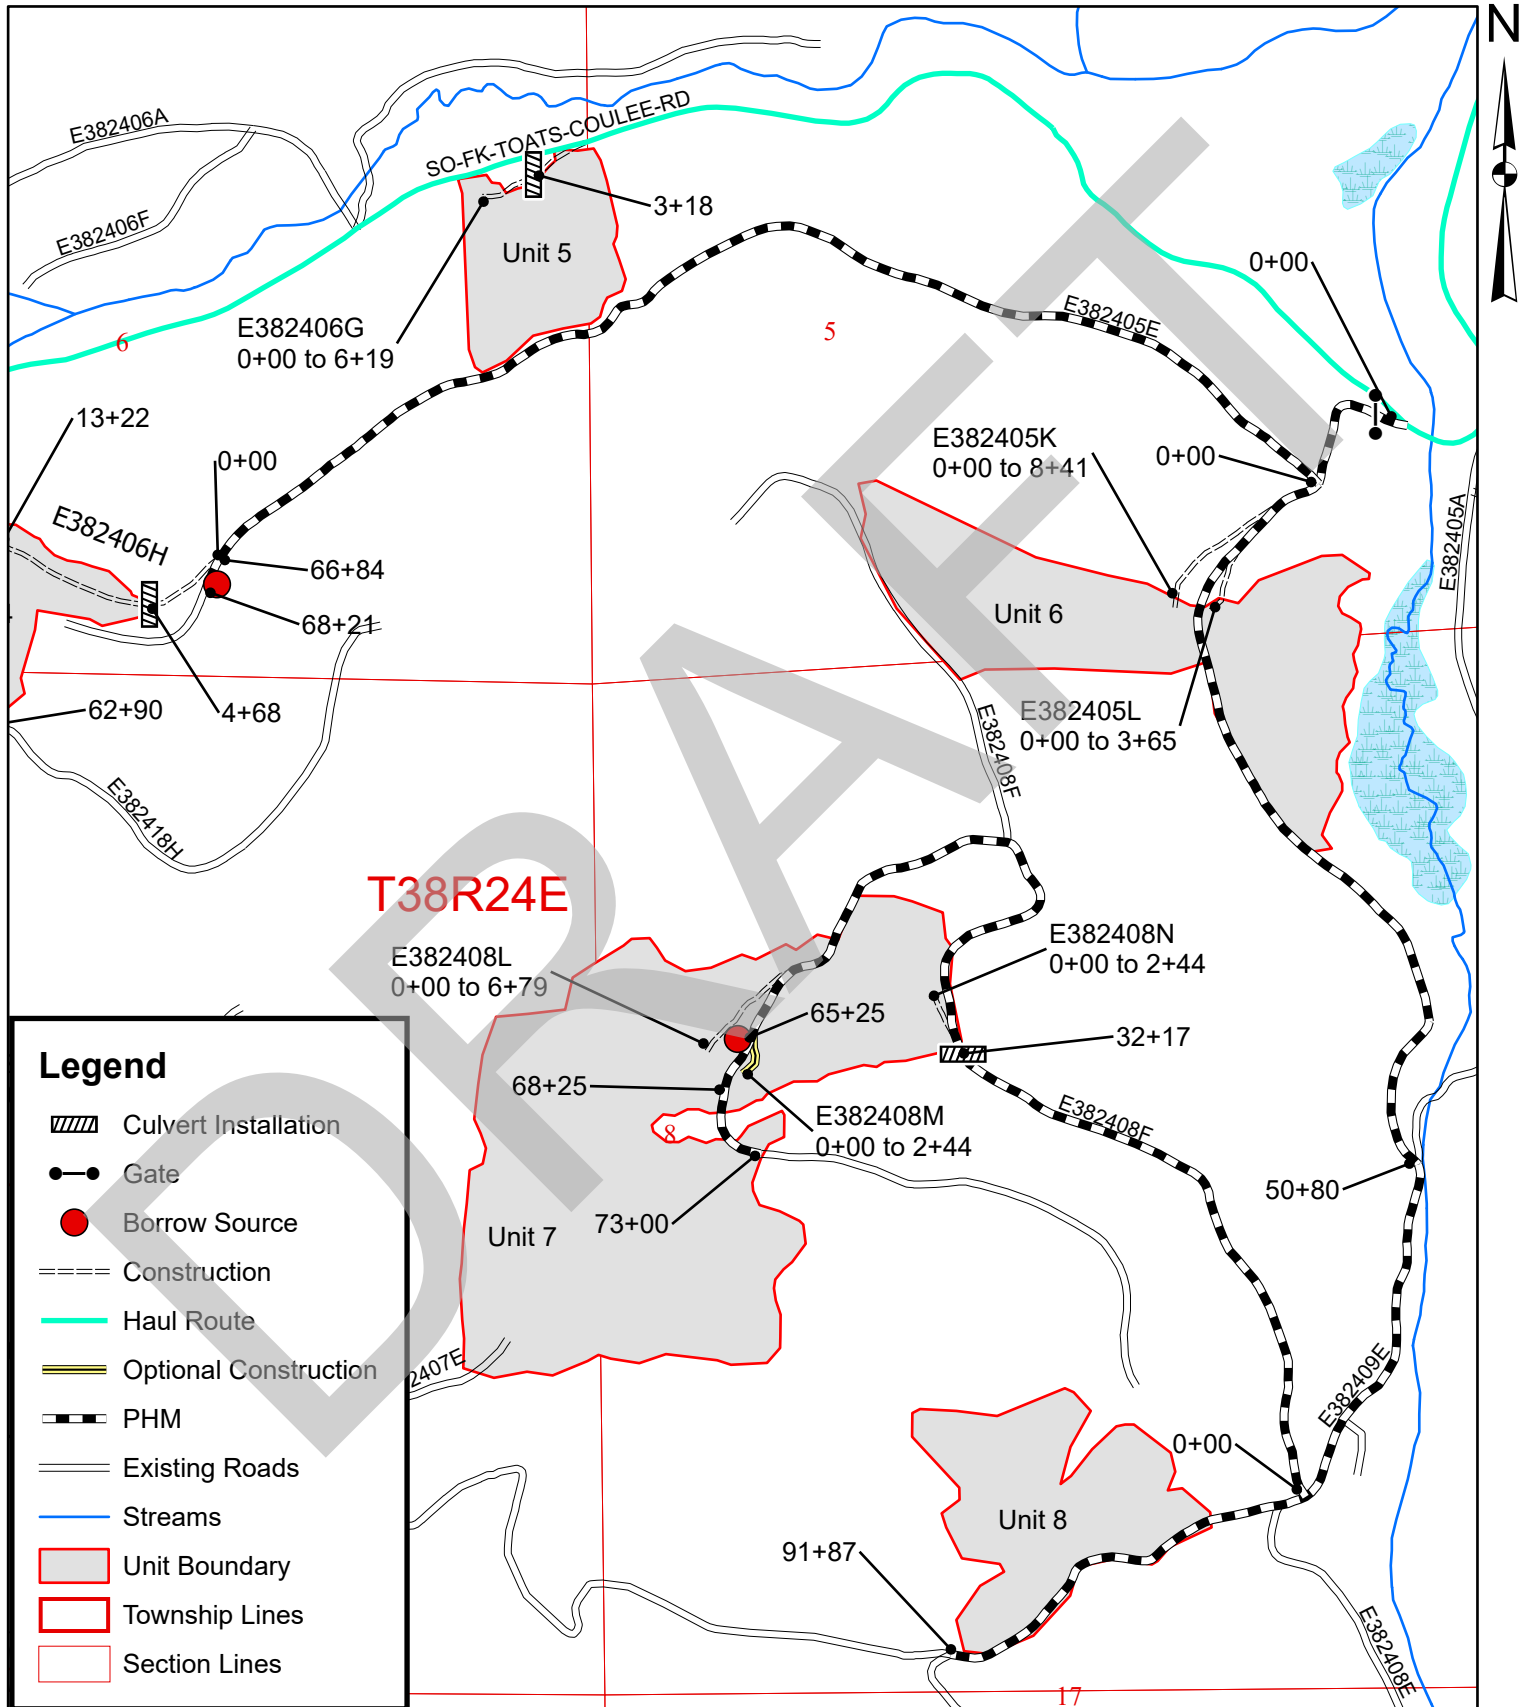 N
E382406A
SO-FK-TOATS-COULEE-RD
3+18
E382406F
Unit 5
0+00
E382405E
E382406G
0+00 to 6+19
6
5
13+22
0+00
E382405K
0+00 to 8+41
0+00
E382406H
E382405A
66+84
68+21
Unit 6
62+90
4+68
E382405L
0+00 to 3+65
E382408F
E382418H
T38R24E
E382408L
0+00 to 6+79
E382408N
0+00 to 2+44
65+25
32+17
68+25
E382408M
0+00 to 2+44
E382408F
8
50+80
73+00
Unit 7
2407E
E382409E
0+00
Unit 8
91+87
E382408E
17
Legend
Culvert Installation
Gate
Borrow Source
Construction
Haul Route
Optional Construction
PHM
Existing Roads
Streams
Unit Boundary
Township Lines
Section Lines
DRAFT